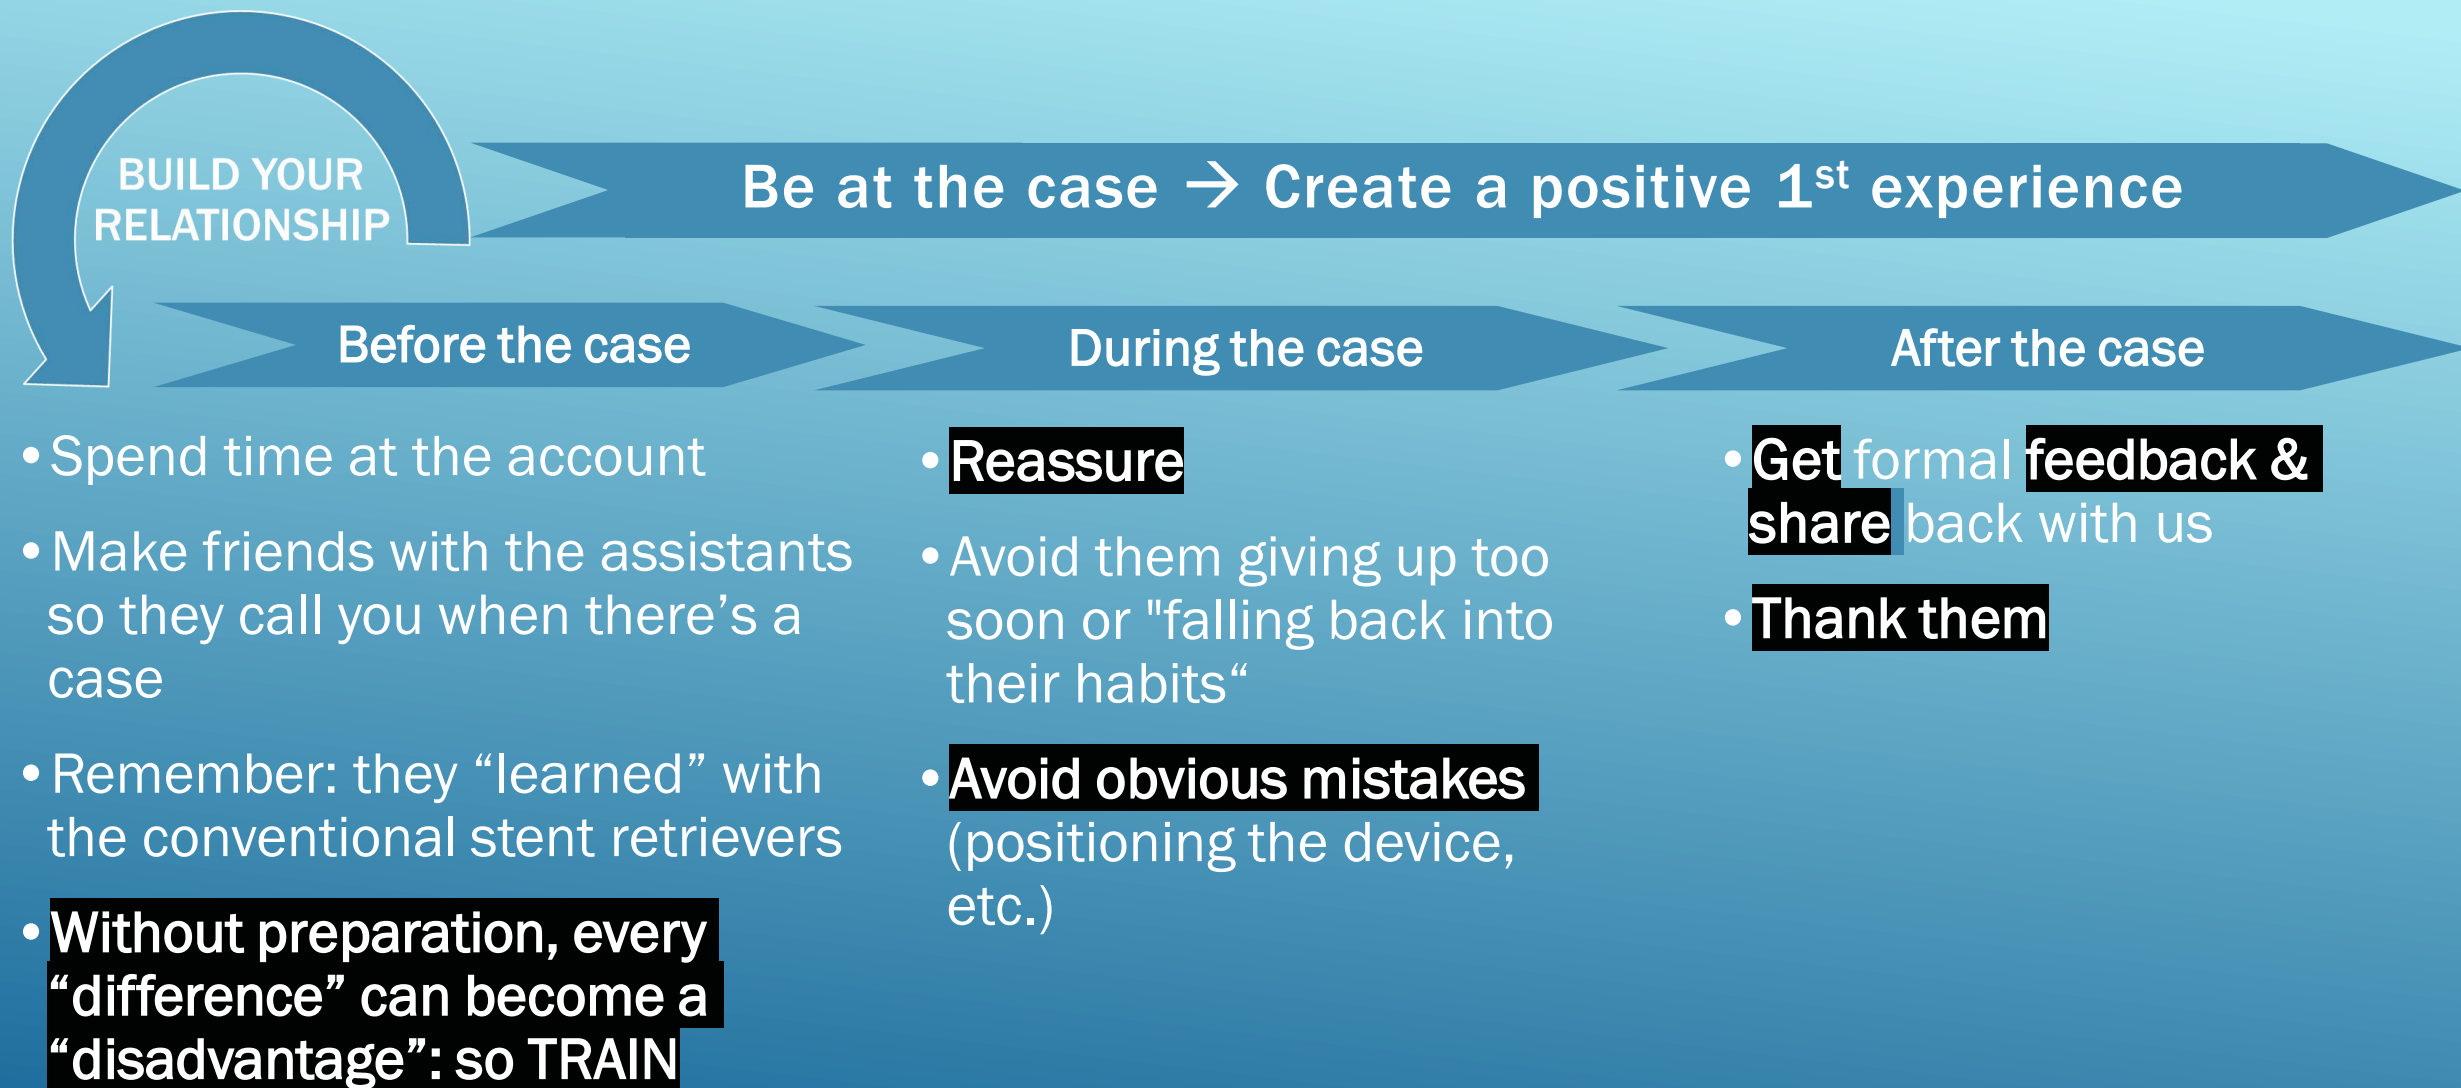 BUILD YOUR
RELATIONSHIP
Be at the case → Create a positive 1st experience
Before the case
•Spend time at the account
•Make friends with the assistants
so they call you when there’s a
case
•Remember: they “learned” with
the conventional stent retrievers
•Without preparation, every
“difference” can become a
“disadvantage”: so TRAIN
During the case
•Reassure
•Avoid them giving up too
soon or "falling back into
their habits“
•Avoid obvious mistakes
(positioning the device,
etc.)
After the case
•Get formal feedback &
share back with us
•Thank them